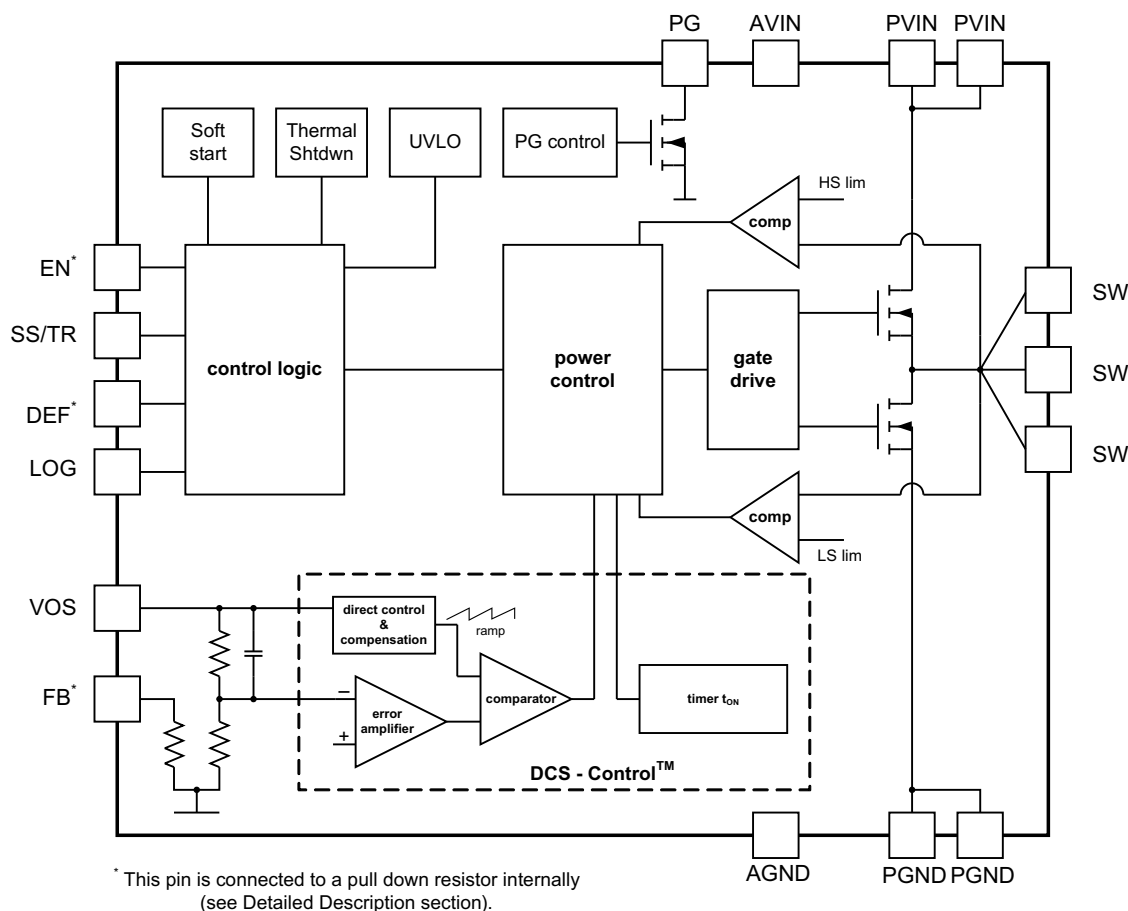 PG
AVIN
PVIN
PVIN
Soft
start
Thermal
Shtdwn
UVLO
PG control
HS lim
comp
EN*
SS/TR
DEF*
LOG
control logic
power
control
gate
drive
SW
SW
SW
comp
LS lim
VOS
FB*
direct control
&
compensation
ramp
error
amplifier
–
+
comparator
timer tON
DCS - Control™
AGND
PGND
PGND
* This pin is connected to a pull down resistor internally
(see Detailed Description section).